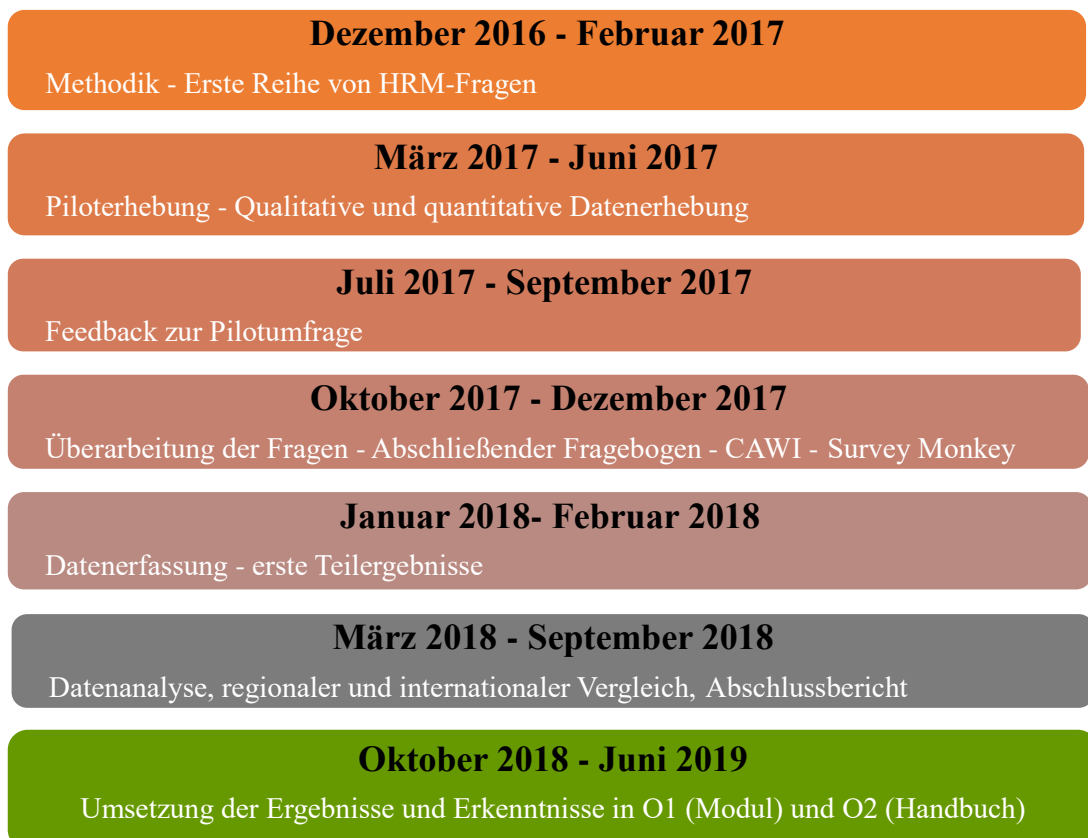 Dezember 2016 - Februar 2017
Methodik - Erste Reihe von HRM-Fragen
März 2017 - Juni 2017
Piloterhebung - Qualitative und quantitative Datenerhebung
Juli 2017 - September 2017
Feedback zur Pilotumfrage
Oktober 2017 - Dezember 2017
Überarbeitung der Fragen - Abschließender Fragebogen - CAWI - Survey Monkey
Januar 2018- Februar 2018
Datenerfassung - erste Teilergebnisse
März 2018 - September 2018
Datenanalyse, regionaler und internationaler Vergleich, Abschlussbericht
Oktober 2018 - Juni 2019
Umsetzung der Ergebnisse und Erkenntnisse in O1 (Modul) und O2 (Handbuch)